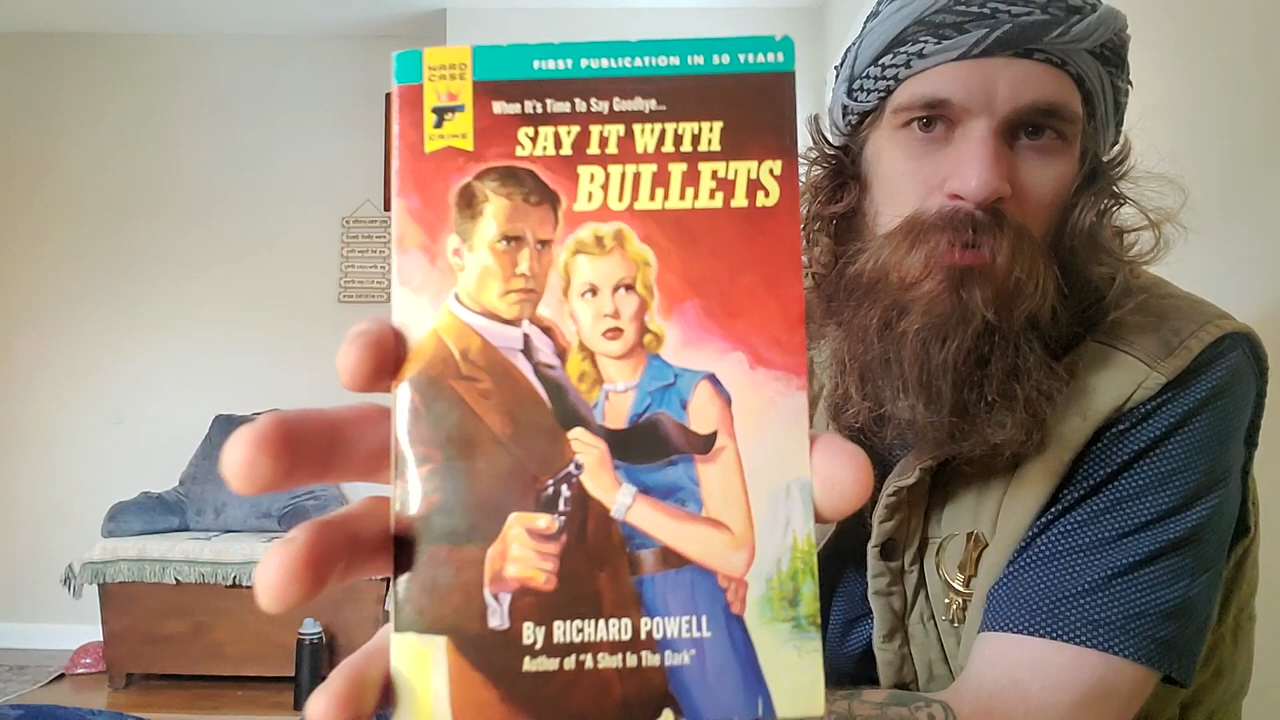 FIRST PUBLICATION IN 50 YEARS
HARD
CASE
CRIME
When It's Time To Say Goodbye...
SAY IT WITH
BULLETS
By RICHARD POWELL
Author of "A Shot In The Dark"